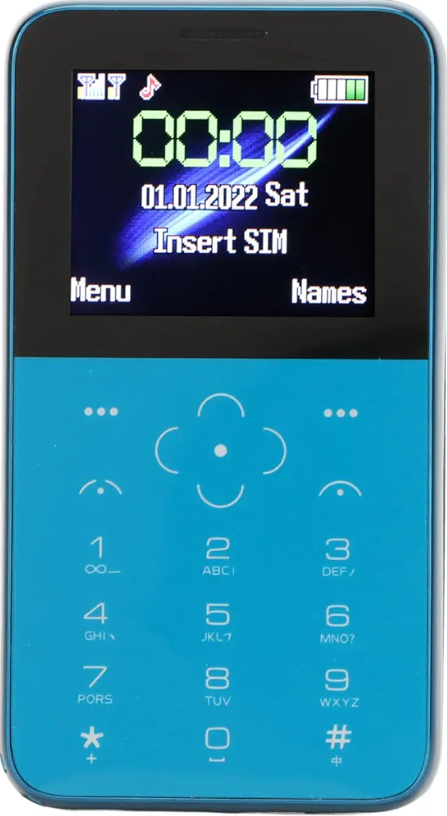 00:00
01.01.2022 Sat
Insert SIM
Menu Names
1 2 3
∞_ ABC DEF
4 5 6
GHI JKL MNO?
7 8 9
PQRS TUV WXYZ
* 0 #
+ 中